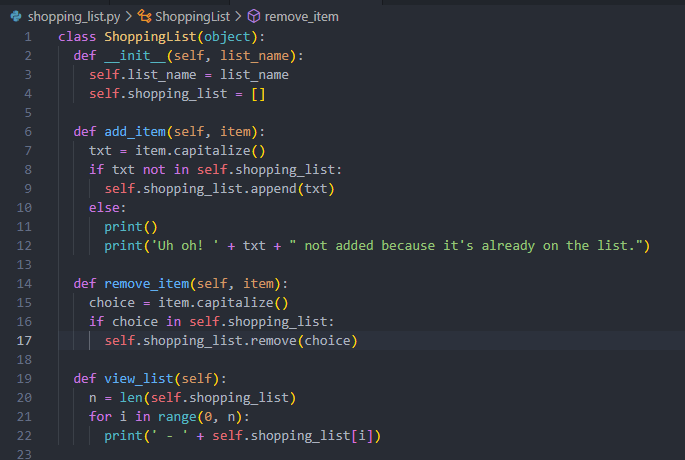 shopping_list.py > ShoppingList > remove_item
1 class ShoppingList(object):
2   def __init__(self, list_name):
3     self.list_name = list_name
4     self.shopping_list = []
5
6   def add_item(self, item):
7     txt = item.capitalize()
8     if txt not in self.shopping_list:
9       self.shopping_list.append(txt)
10     else:
11       print()
12       print('Uh oh! ' + txt + " not added because it's already on the list.")
13
14   def remove_item(self, item):
15     choice = item.capitalize()
16     if choice in self.shopping_list:
17       self.shopping_list.remove(choice)
18
19   def view_list(self):
20     n = len(self.shopping_list)
21     for i in range(0, n):
22       print(' - ' + self.shopping_list[i])
23